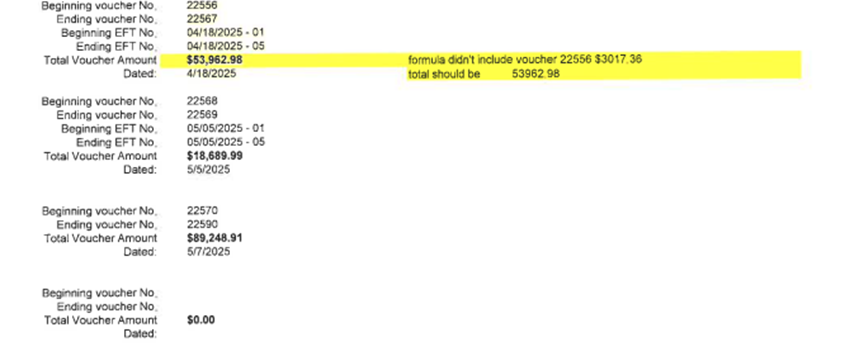 Beginning voucher No. 22556
Ending voucher No. 22567
Beginning EFT No. 04/18/2025 - 01
Ending EFT No. 04/18/2025 - 05
Total Voucher Amount $53,962.98 formula didn't include voucher 22556 $3017.36
Dated: 4/18/2025 total should be 53962.98
Beginning voucher No. 22568
Ending voucher No. 22569
Beginning EFT No. 05/05/2025 - 01
Ending EFT No. 05/05/2025 - 05
Total Voucher Amount $18,689.99
Dated: 5/5/2025
Beginning voucher No. 22570
Ending voucher No. 22590
Total Voucher Amount $89,248.91
Dated: 5/7/2025
Beginning voucher No.
Ending voucher No.
Total Voucher Amount $0.00
Dated: